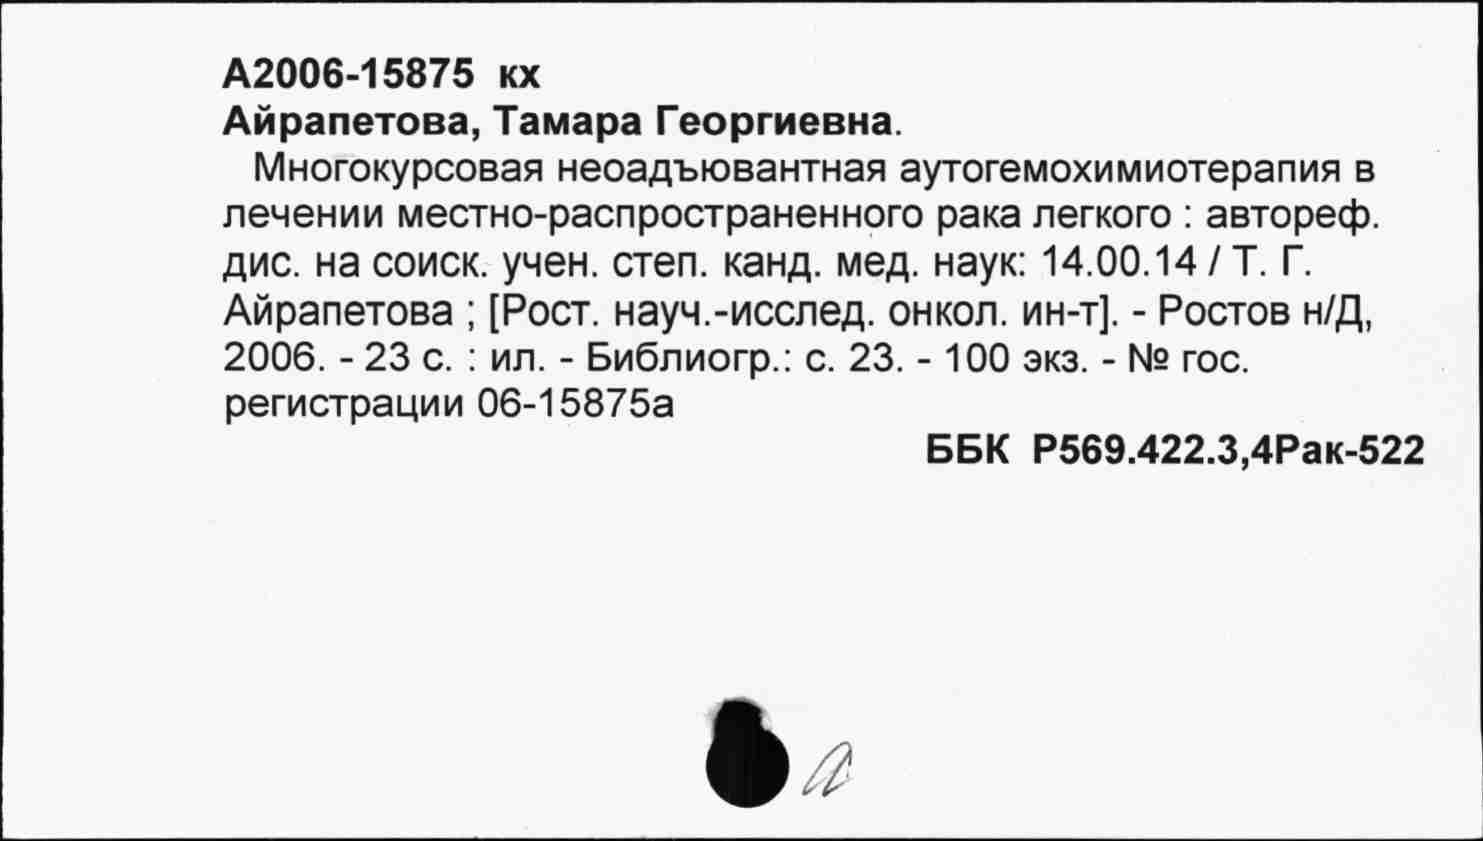 А2006-15875 кх
Айрапетова, Тамара Георгиевна.
Многокурсовая неоадъювантная аутогемохимиотерапия в
лечении местно-распространенного рака легкого : автореф.
дис. на соиск. учен. степ. канд. мед. наук: 14.00.14 / Т. Г.
Айрапетова ; [Рост. науч.-исслед. онкол. ин-т]. - Ростов н/Д,
2006. - 23 с. : ил. - Библиогр.: с. 23. - 100 экз. - № гос.
регистрации 06-15875а
ББК Р569.422.3,4Рак-522